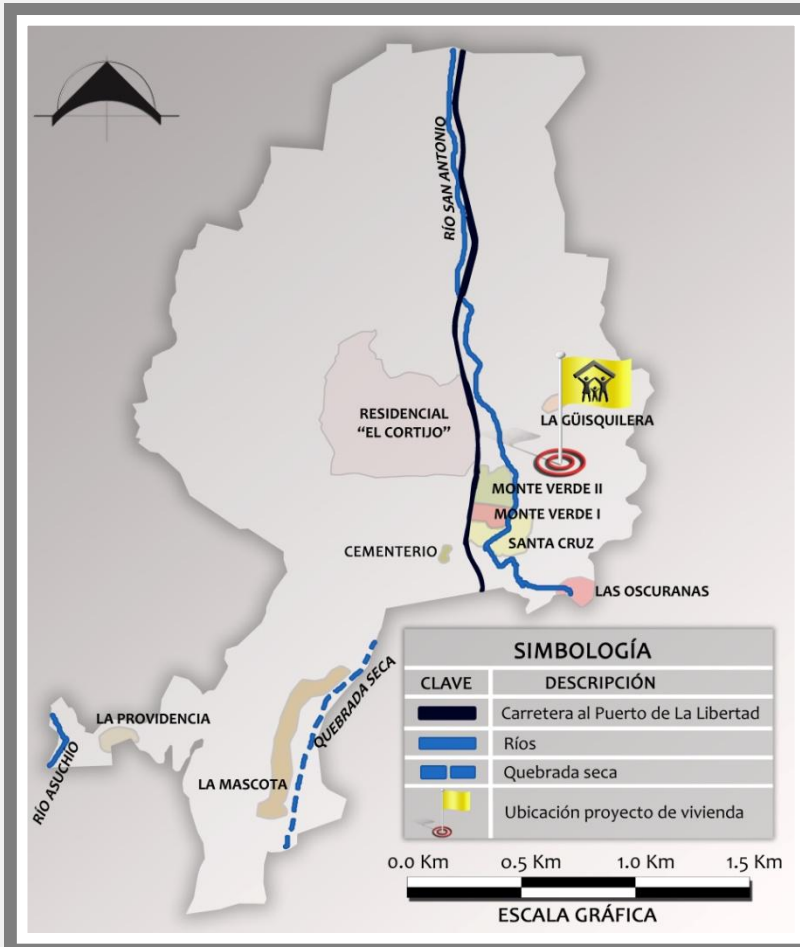 RÍO SAN ANTONIO
RESIDENCIAL
"EL CORTIJO"
LA GÜISQUILERA
MONTE VERDE II
MONTE VERDE I
SANTA CRUZ
CEMENTERIO
LAS OSCURANAS
QUEBRADA SECA
LA PROVIDENCIA
RÍO ASUCHIO
LA MASCOTA
SIMBOLOGÍA
CLAVE DESCRIPCIÓN
Carretera al Puerto de La Libertad
Ríos
Quebrada seca
Ubicación proyecto de vivienda
0.0 Km 0.5 Km 1.0 Km 1.5 Km
ESCALA GRÁFICA